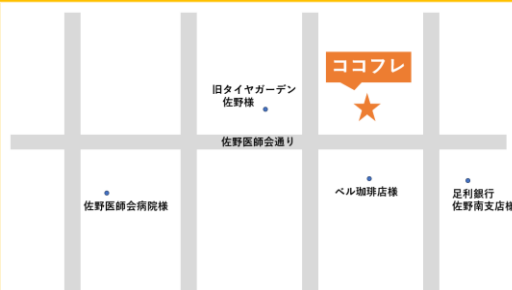 ココフレ
旧タイヤガーデン
佐野様
佐野医師会通り
ベル珈琲店様
足利銀行
佐野南支店様
佐野医師会病院様